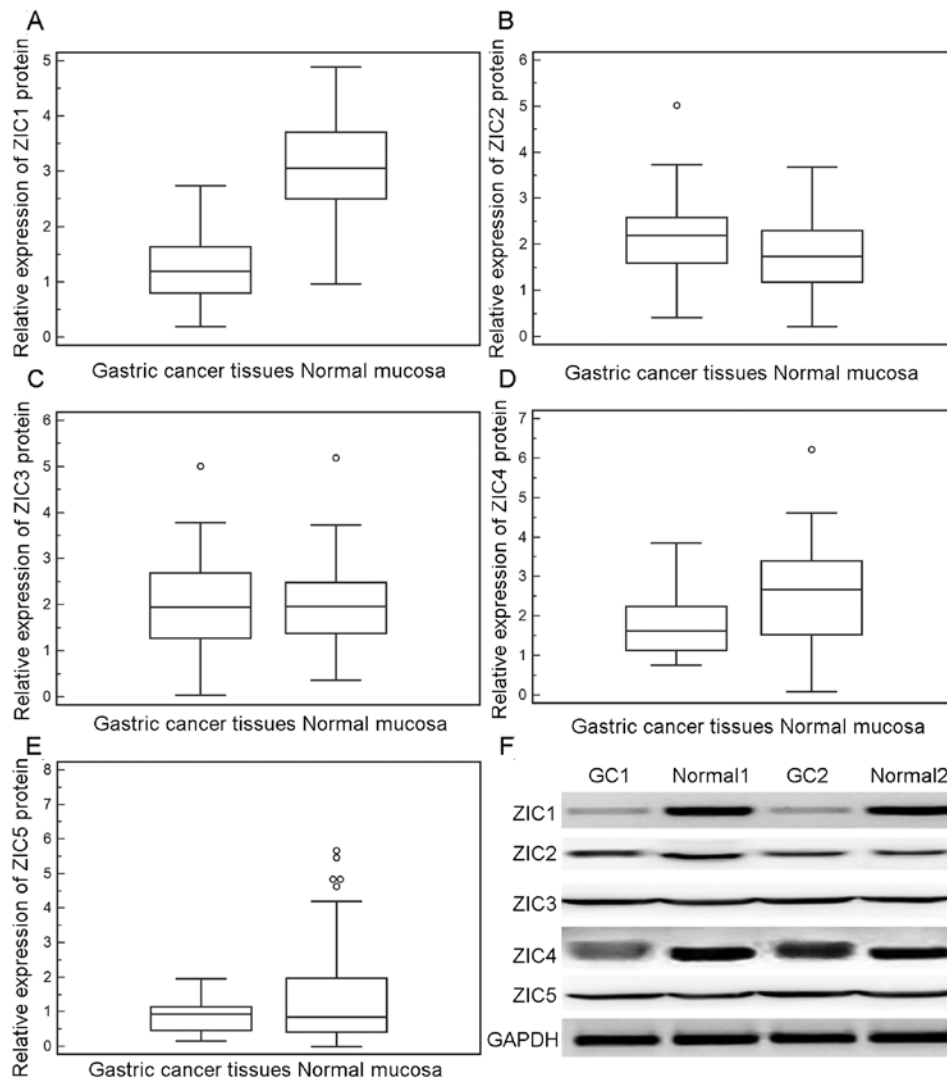 A
Relative expression of ZIC1 protein
5
4
3
2
1
0
Gastric cancer tissues Normal mucosa
B
Relative expression of ZIC2 protein
6
5
4
3
2
1
0
Gastric cancer tissues Normal mucosa
C
Relative expression of ZIC3 protein
6
5
4
3
2
1
0
Gastric cancer tissues Normal mucosa
D
Relative expression of ZIC4 protein
7
6
5
4
3
2
1
0
Gastric cancer tissues Normal mucosa
E
Relative expression of ZIC5 protein
8
7
6
5
4
3
2
1
0
Gastric cancer tissues Normal mucosa
F
GC1 Normal1 GC2 Normal2
ZIC1
ZIC2
ZIC3
ZIC4
ZIC5
GAPDH